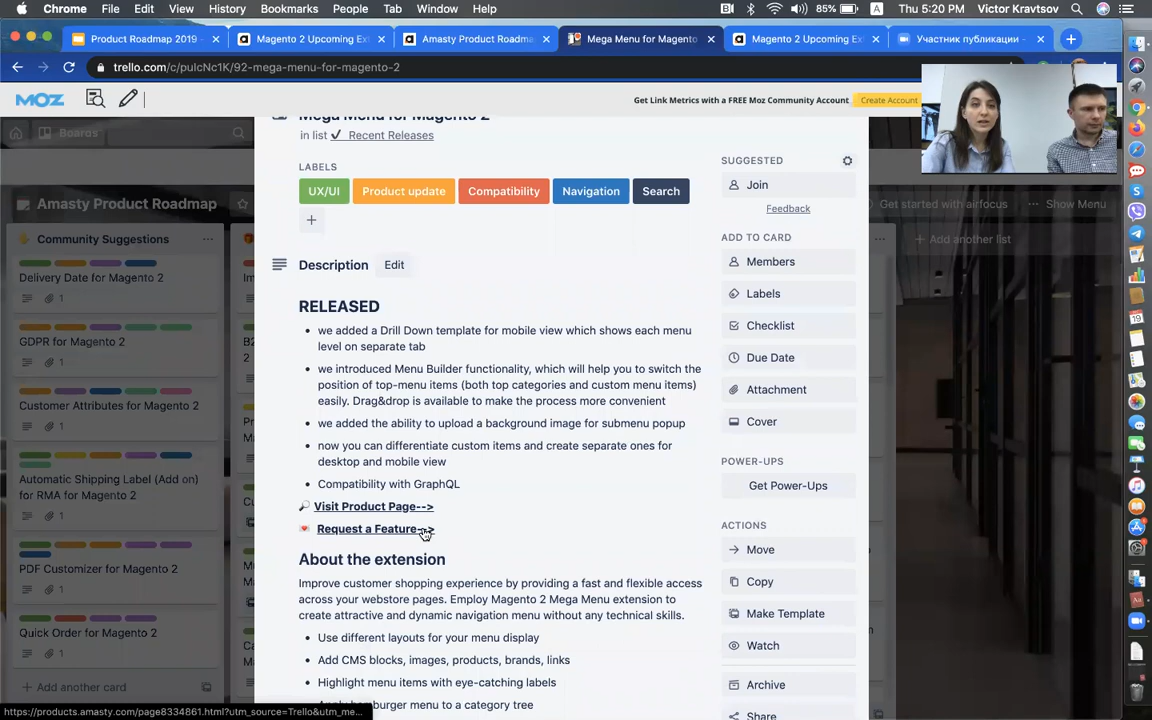 Chrome File Edit View History Bookmarks People Tab Window Help
85% A Thu 5:20 PM Victor Kravtsov
Product Roadmap 2019 -
Magento 2 Upcoming Ex
Amasty Product Roadma
Mega Menu for Magento
Magento 2 Upcoming Ex
Участник публикации -
trello.com/c/pulcNc1K/92-mega-menu-for-magento-2
MOZ
Get Link Metrics with a FREE Moz Community Account
Create Account
Boards
Amasty Product Roadmap
Get started with airfocus
Show Menu
Community Suggestions
Delivery Date for Magento 2
1
GDPR for Magento 2
1
Customer Attributes for Magento 2
1
Automatic Shipping Label (Add on)
for RMA for Magento 2
1
PDF Customizer for Magento 2
1
Quick Order for Magento 2
1
+ Add another card
Mega Menu for Magento 2
in list ✓ Recent Releases
LABELS
UX/UI
Product update
Compatibility
Navigation
Search
+
Description
Edit
RELEASED
• we added a Drill Down template for mobile view which shows each menu
level on separate tab
• we introduced Menu Builder functionality, which will help you to switch the
position of top-menu items (both top categories and custom menu items)
easily. Drag&drop is available to make the process more convenient
• we added the ability to upload a background image for submenu popup
• now you can differentiate custom items and create separate ones for
desktop and mobile view
• Compatibility with GraphQL
Visit Product Page-->
Request a Feature-->
About the extension
Improve customer shopping experience by providing a fast and flexible access
across your webstore pages. Employ Magento 2 Mega Menu extension to
create attractive and dynamic navigation menu without any technical skills.
• Use different layouts for your menu display
• Add CMS blocks, images, products, brands, links
• Highlight menu items with eye-catching labels
hamburger menu to a category tree
SUGGESTED
Join
Feedback
ADD TO CARD
Members
Labels
Checklist
Due Date
Attachment
Cover
POWER-UPS
Get Power-Ups
ACTIONS
Move
Copy
Make Template
Watch
Archive
Share
+ Add another list
https://products.amasty.com/page8334861.html?utm_source=Trello&utm_me...